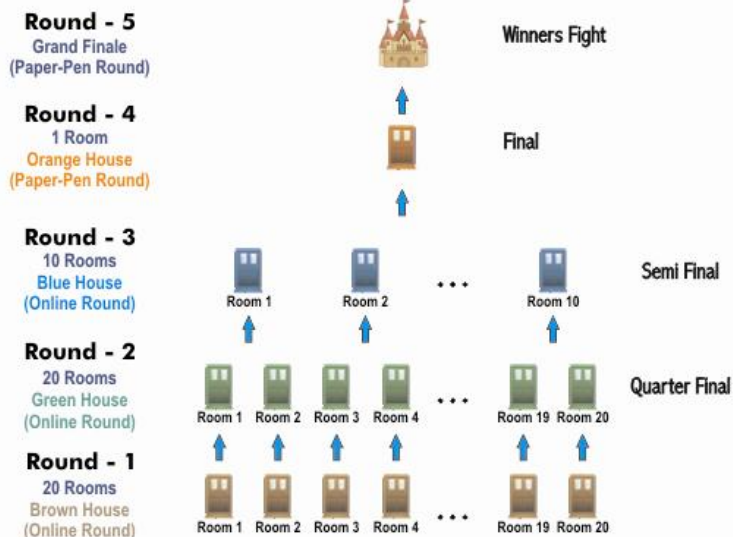 Round - 5
Grand Finale
(Paper-Pen Round)
Winners Fight
Round - 4
1 Room
Orange House
(Paper-Pen Round)
Final
Round - 3
10 Rooms
Blue House
(Online Round)
Room 1
Room 2
...
Room 10
Semi Final
Round - 2
20 Rooms
Green House
(Online Round)
Room 1 Room 2 Room 3 Room 4 ... Room 19 Room 20
Quarter Final
Round - 1
20 Rooms
Brown House
(Online Round)
Room 1 Room 2 Room 3 Room 4 ... Room 19 Room 20